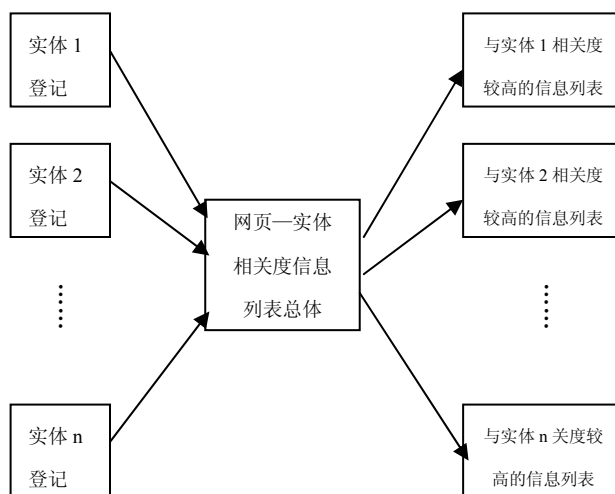 实体 1
登记
实体 2
登记
实体 n
登记
网页—实体
相关度信息
列表总体
与实体 1 相关度
较高的信息列表
与实体 2 相关度
较高的信息列表
与实体 n 关度较
高的信息列表